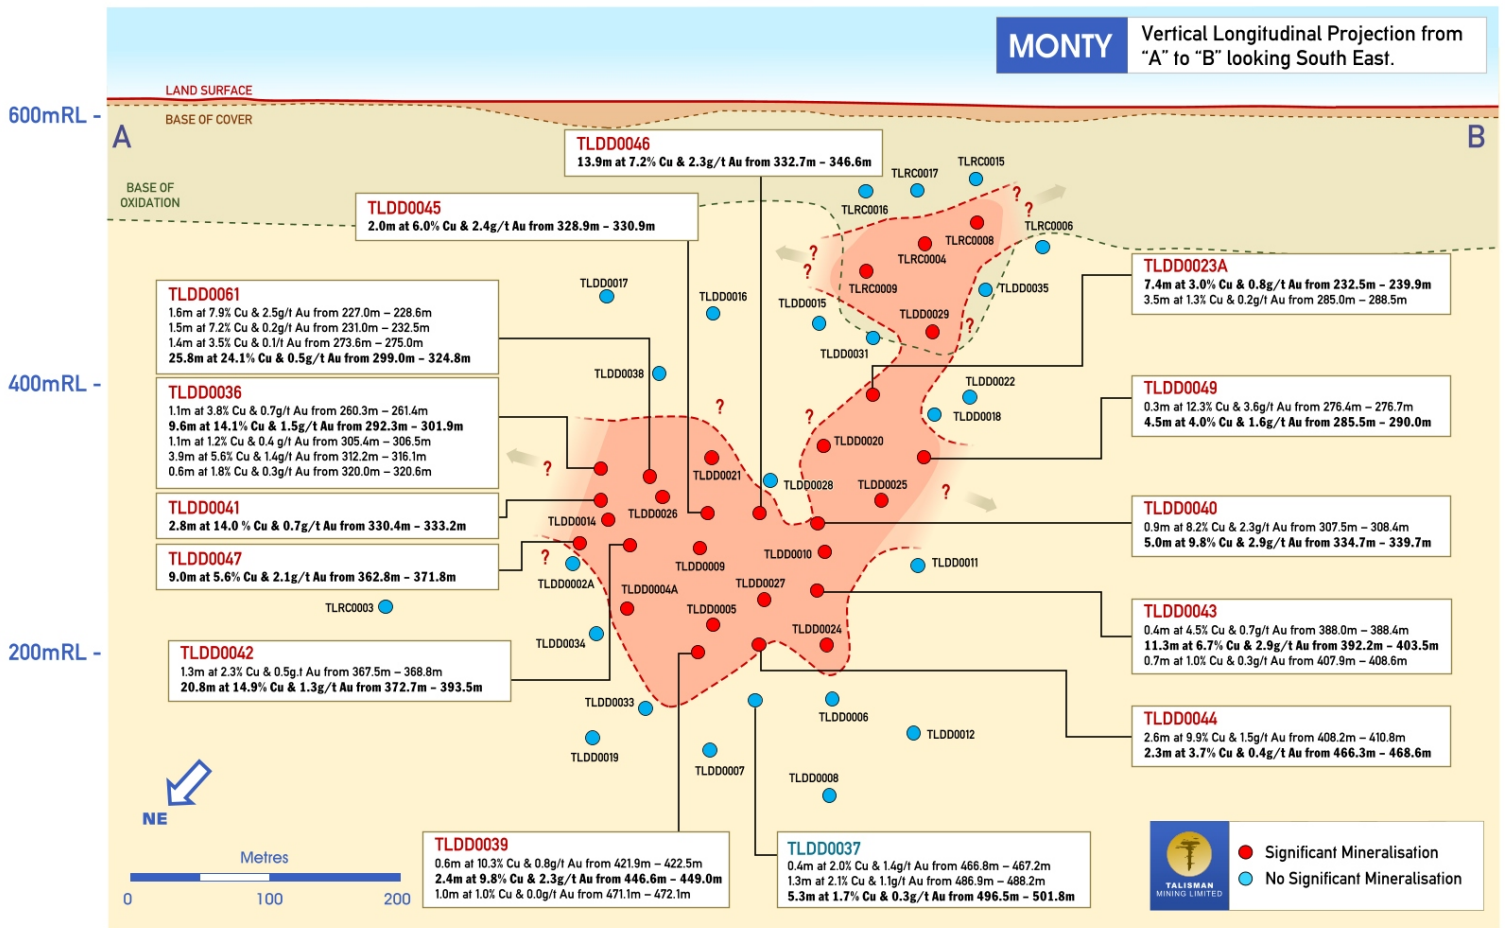 MONTY
Vertical Longitudinal Projection from
“A” to “B” looking South East.
LAND SURFACE
600mRL -
BASE OF COVER
A
B
TLDD0046
13.9m at 7.2% Cu & 2.3g/t Au from 332.7m – 346.6m
TLRC0015
TLRC0017
TLRC0016
BASE OF
OXIDATION
TLDD0045
2.0m at 6.0% Cu & 2.4g/t Au from 328.9m – 330.9m
?
?
TLRC0006
TLRC0008
TLRC0004
?
?
TLRC0009
TLDD0023A
7.4m at 3.0% Cu & 0.8g/t Au from 232.5m – 239.9m
3.5m at 1.3% Cu & 0.2g/t Au from 285.0m – 288.5m
TLDD0017
TLDD0016
TLDD0015
TLDD0035
TLDD0029
?
TLDD0031
TLDD0061
1.6m at 7.9% Cu & 2.5g/t Au from 227.0m – 228.6m
1.5m at 7.2% Cu & 0.2g/t Au from 231.0m – 232.5m
1.4m at 3.5% Cu & 0.1/t Au from 273.6m – 275.0m
25.8m at 24.1% Cu & 0.5g/t Au from 299.0m – 324.8m
TLDD0038
400mRL -
TLDD0022
TLDD0018
TLDD0036
1.1m at 3.8% Cu & 0.7g/t Au from 260.3m – 261.4m
9.6m at 14.1% Cu & 1.5g/t Au from 292.3m – 301.9m
1.1m at 1.2% Cu & 0.4 g/t Au from 305.4m – 306.5m
3.9m at 5.6% Cu & 1.4g/t Au from 312.2m – 316.1m
0.6m at 1.8% Cu & 0.3g/t Au from 320.0m – 320.6m
TLDD0049
0.3m at 12.3% Cu & 3.6g/t Au from 276.4m – 276.7m
4.5m at 4.0% Cu & 1.6g/t Au from 285.5m – 290.0m
?
?
TLDD0020
?
TLDD0021
TLDD0028
TLDD0025
?
TLDD0041
2.8m at 14.0 % Cu & 0.7g/t Au from 330.4m – 333.2m
TLDD0026
TLDD0014
TLDD0040
0.9m at 8.2% Cu & 2.3g/t Au from 307.5m – 308.4m
5.0m at 9.8% Cu & 2.9g/t Au from 334.7m – 339.7m
TLDD0047
9.0m at 5.6% Cu & 2.1g/t Au from 362.8m – 371.8m
?
TLDD0010
TLDD0009
TLDD0011
TLDD0002A
TLDD0004A
TLDD0027
TLRC0003
TLDD0005
TLDD0024
TLDD0043
0.4m at 4.5% Cu & 0.7g/t Au from 388.0m – 388.4m
11.3m at 6.7% Cu & 2.9g/t Au from 392.2m – 403.5m
0.7m at 1.0% Cu & 0.3g/t Au from 407.9m – 408.6m
TLDD0034
200mRL -
TLDD0042
1.3m at 2.3% Cu & 0.5g.t Au from 367.5m – 368.8m
20.8m at 14.9% Cu & 1.3g/t Au from 372.7m – 393.5m
TLDD0033
TLDD0006
TLDD0012
TLDD0044
2.6m at 9.9% Cu & 1.5g/t Au from 408.2m – 410.8m
2.3m at 3.7% Cu & 0.4g/t Au from 466.3m – 468.6m
TLDD0019
TLDD0007
TLDD0008
NE
TLDD0039
0.6m at 10.3% Cu & 0.8g/t Au from 421.9m – 422.5m
2.4m at 9.8% Cu & 2.3g/t Au from 446.6m – 449.0m
1.0m at 1.0% Cu & 0.0g/t Au from 471.1m – 472.1m
TLDD0037
0.4m at 2.0% Cu & 1.4g/t Au from 466.8m – 467.2m
1.3m at 2.1% Cu & 1.1g/t Au from 486.9m – 488.2m
5.3m at 1.7% Cu & 0.3g/t Au from 496.5m – 501.8m
Metres
0 100 200
TALISMAN
MINING LIMITED
Significant Mineralisation
No Significant Mineralisation